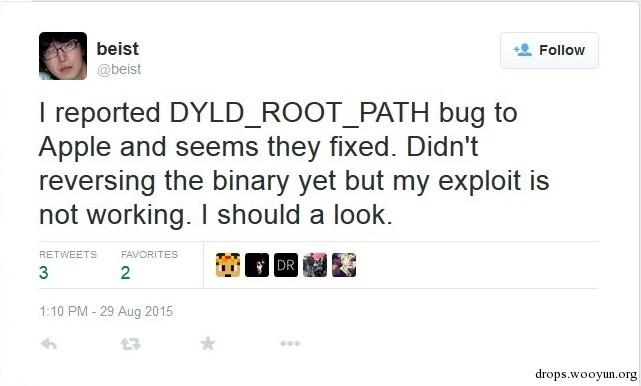 beist
@beist
Follow
I reported DYLD_ROOT_PATH bug to
Apple and seems they fixed. Didn't
reversing the binary yet but my exploit is
not working. I should a look.
RETWEETS
3
FAVORITES
2
DR
1:10 PM - 29 Aug 2015
drops.wooyun.org